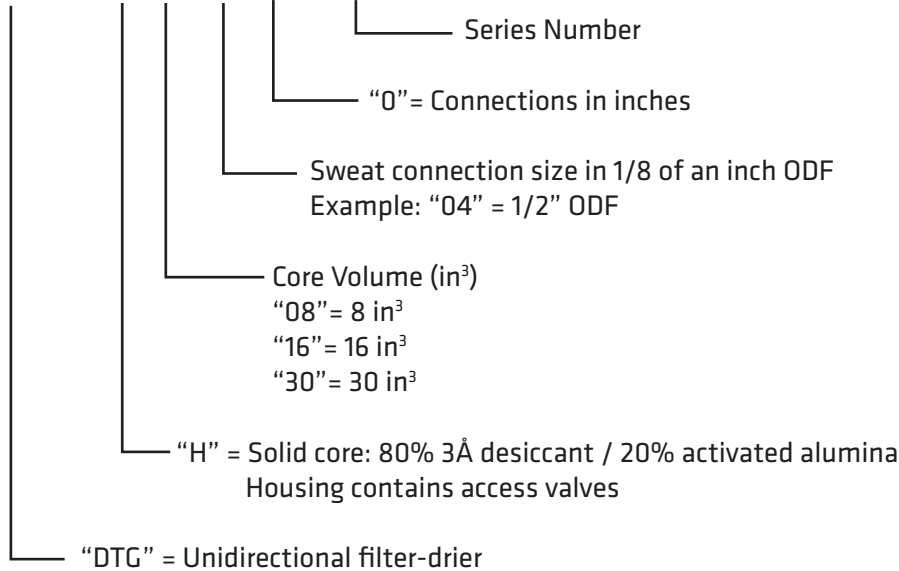 Series Number
“0”= Connections in inches
Sweat connection size in 1/8 of an inch ODF
Example: “04” = 1/2” ODF
Core Volume (in³)
“08”= 8 in³
“16”= 16 in³
“30”= 30 in³
“H” = Solid core: 80% 3Å desiccant / 20% activated alumina
Housing contains access valves
“DTG” = Unidirectional filter-drier